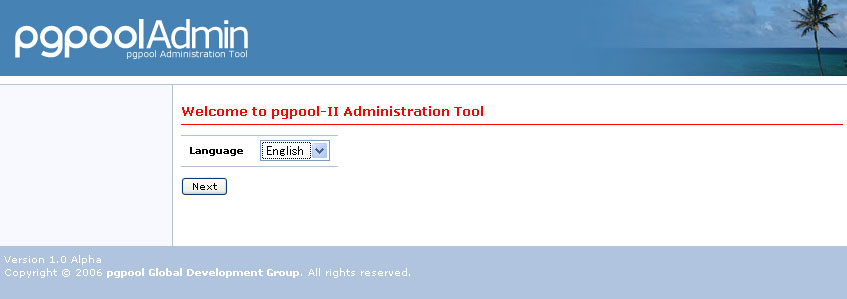 pgpoolAdmin
pgpool Administration Tool
Welcome to pgpool-II Administration Tool
Language English
Next
Version 1.0 Alpha
Copyright © 2006 pgpool Global Development Group. All rights reserved.